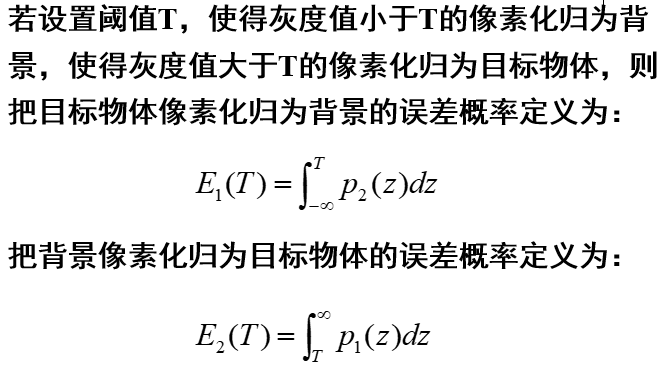 若设置阈值T，使得灰度值小于T的像素化归为背
景，使得灰度值大于T的像素化归为目标物体，则
把目标物体像素化归为背景的误差概率定义为：
E₁(T) = ∫_{-∞}^{T} p₂(z)dz
把背景像素化归为目标物体的误差概率定义为：
E₂(T) = ∫_{T}^{∞} p₁(z)dz